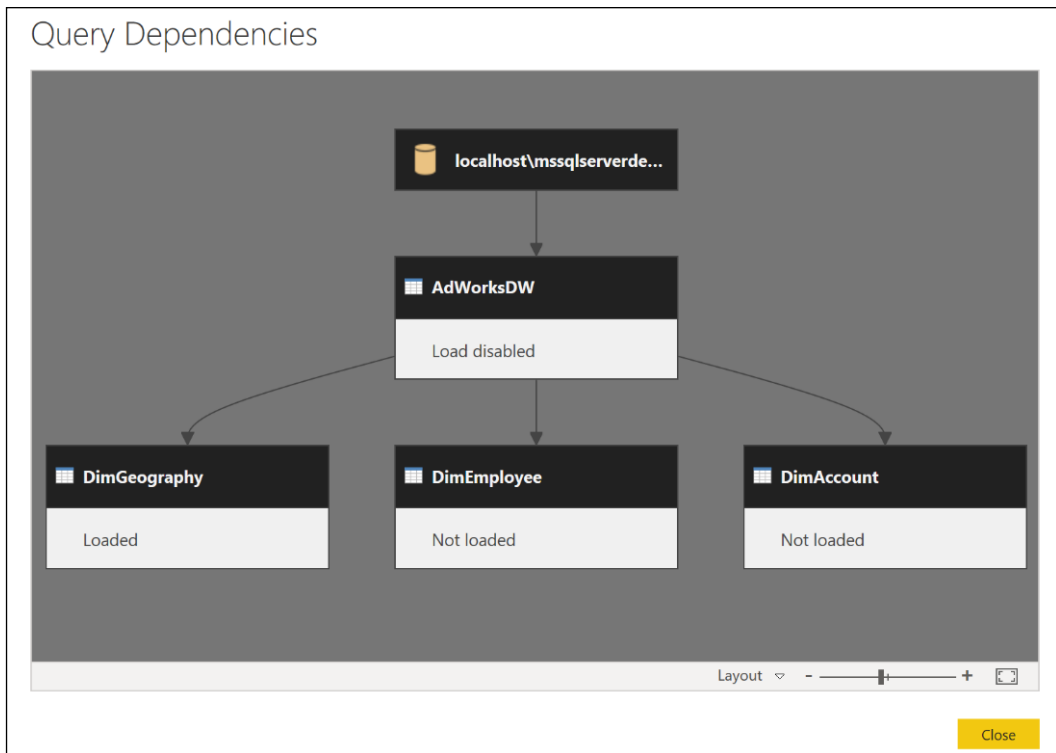 Query Dependencies
localhost\mssqlserverde...
AdWorksDW
Load disabled
DimGeography
DimEmployee
DimAccount
Loaded
Not loaded
Not loaded
Layout
- +
Close